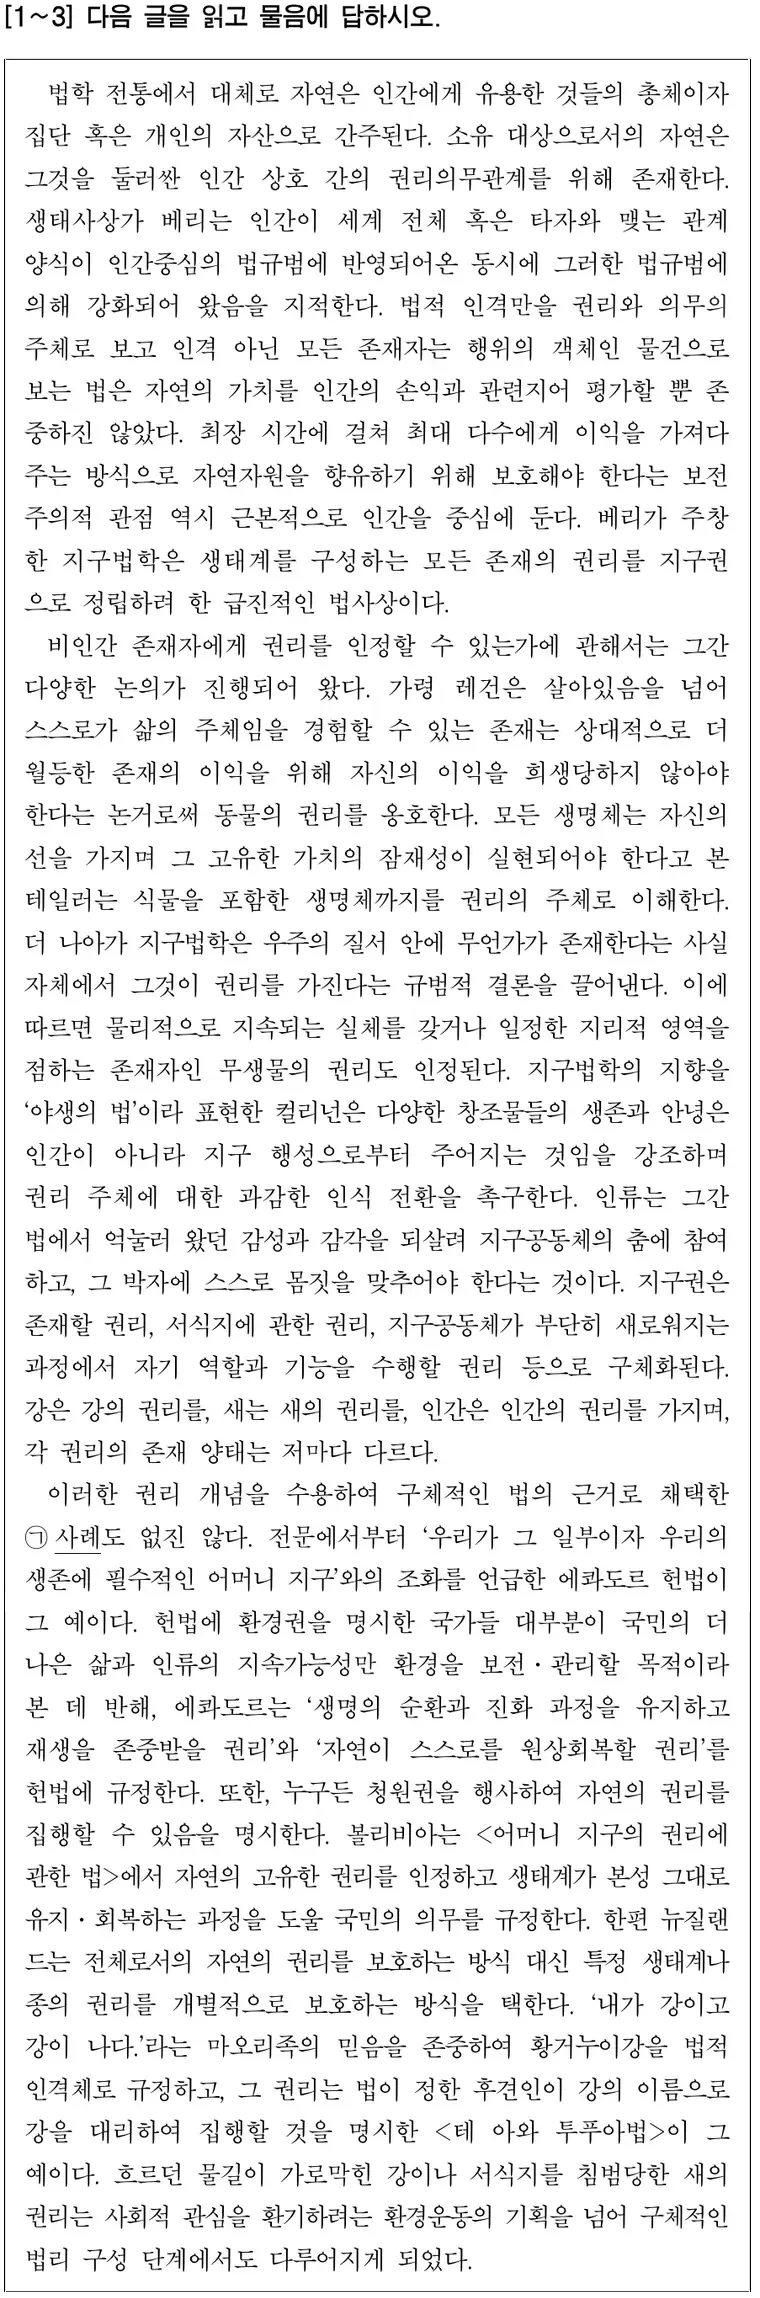 [1～3] 다음 글을 읽고 물음에 답하시오.
법학 전통에서 대체로 자연은 인간에게 유용한 것들의 총체이자
집단 혹은 개인의 자산으로 간주된다. 소유 대상으로서의 자연은
그것을 둘러싼 인간 상호 간의 권리의무관계를 위해 존재한다.
생태사상가 베리는 인간이 세계 전체 혹은 타자와 맺는 관계
양식이 인간중심의 법규범에 반영되어온 동시에 그러한 법규범에
의해 강화되어 왔음을 지적한다. 법적 인격만을 권리와 의무의
주체로 보고 인격 아닌 모든 존재자는 행위의 객체인 물건으로
보는 법은 자연의 가치를 인간의 손익과 관련지어 평가할 뿐 존
중하진 않았다. 최장 시간에 걸쳐 최대 다수에게 이익을 가져다
주는 방식으로 자연자원을 향유하기 위해 보호해야 한다는 보전
주의적 관점 역시 근본적으로 인간을 중심에 둔다. 베리가 주창
한 지구법학은 생태계를 구성하는 모든 존재의 권리를 지구권
으로 정립하려 한 급진적인 법사상이다.
비인간 존재자에게 권리를 인정할 수 있는가에 관해서는 그간
다양한 논의가 진행되어 왔다. 가령 레건은 살아있음을 넘어
스스로가 삶의 주체임을 경험할 수 있는 존재는 상대적으로 더
월등한 존재의 이익을 위해 자신의 이익을 희생당하지 않아야
한다는 논거로써 동물의 권리를 옹호한다. 모든 생명체는 자신의
선을 가지며 그 고유한 가치의 잠재성이 실현되어야 한다고 본
테일러는 식물을 포함한 생명체까지를 권리의 주체로 이해한다.
더 나아가 지구법학은 우주의 질서 안에 무언가가 존재한다는 사실
자체에서 그것이 권리를 가진다는 규범적 결론을 끌어낸다. 이에
따르면 물리적으로 지속되는 실체를 갖거나 일정한 지리적 영역을
점하는 존재자인 무생물의 권리도 인정된다. 지구법학의 지향을
‘야생의 법’이라 표현한 컬리넌은 다양한 창조물들의 생존과 안녕은
인간이 아니라 지구 행성으로부터 주어지는 것임을 강조하며
권리 주체에 대한 과감한 인식 전환을 촉구한다. 인류는 그간
법에서 억눌러 왔던 감성과 감각을 되살려 지구공동체의 춤에 참여
하고, 그 박자에 스스로 몸짓을 맞추어야 한다는 것이다. 지구권은
존재할 권리, 서식지에 관한 권리, 지구공동체가 부단히 새로워지는
과정에서 자기 역할과 기능을 수행할 권리 등으로 구체화된다.
강은 강의 권리를, 새는 새의 권리를, 인간은 인간의 권리를 가지며,
각 권리의 존재 양태는 저마다 다르다.
이러한 권리 개념을 수용하여 구체적인 법의 근거로 채택한
㉠사례도 없진 않다. 전문에서부터 ‘우리가 그 일부이자 우리의
생존에 필수적인 어머니 지구’와의 조화를 언급한 에콰도르 헌법이
그 예이다. 헌법에 환경권을 명시한 국가들 대부분이 국민의 더
나은 삶과 인류의 지속가능성만 환경을 보전·관리할 목적이라
본 데 반해, 에콰도르는 ‘생명의 순환과 진화 과정을 유지하고
재생을 존중받을 권리’와 ‘자연이 스스로를 원상회복할 권리’를
헌법에 규정한다. 또한, 누구든 청원권을 행사하여 자연의 권리를
집행할 수 있음을 명시한다. 볼리비아는 <어머니 지구의 권리에
관한 법>에서 자연의 고유한 권리를 인정하고 생태계가 본성 그대로
유지·회복하는 과정을 도울 국민의 의무를 규정한다. 한편 뉴질랜
드는 전체로서의 자연의 권리를 보호하는 방식 대신 특정 생태계나
종의 권리를 개별적으로 보호하는 방식을 택한다. ‘내가 강이고
강이 나다.’라는 마오리족의 믿음을 존중하여 황거누이강을 법적
인격체로 규정하고, 그 권리는 법이 정한 후견인이 강의 이름으로
강을 대리하여 집행할 것을 명시한 <테 아와 투푸아법>이 그
예이다. 흐르던 물길이 가로막힌 강이나 서식지를 침범당한 새의
권리는 사회적 관심을 환기하려는 환경운동의 기획을 넘어 구체적인
법리 구성 단계에서도 다루어지게 되었다.